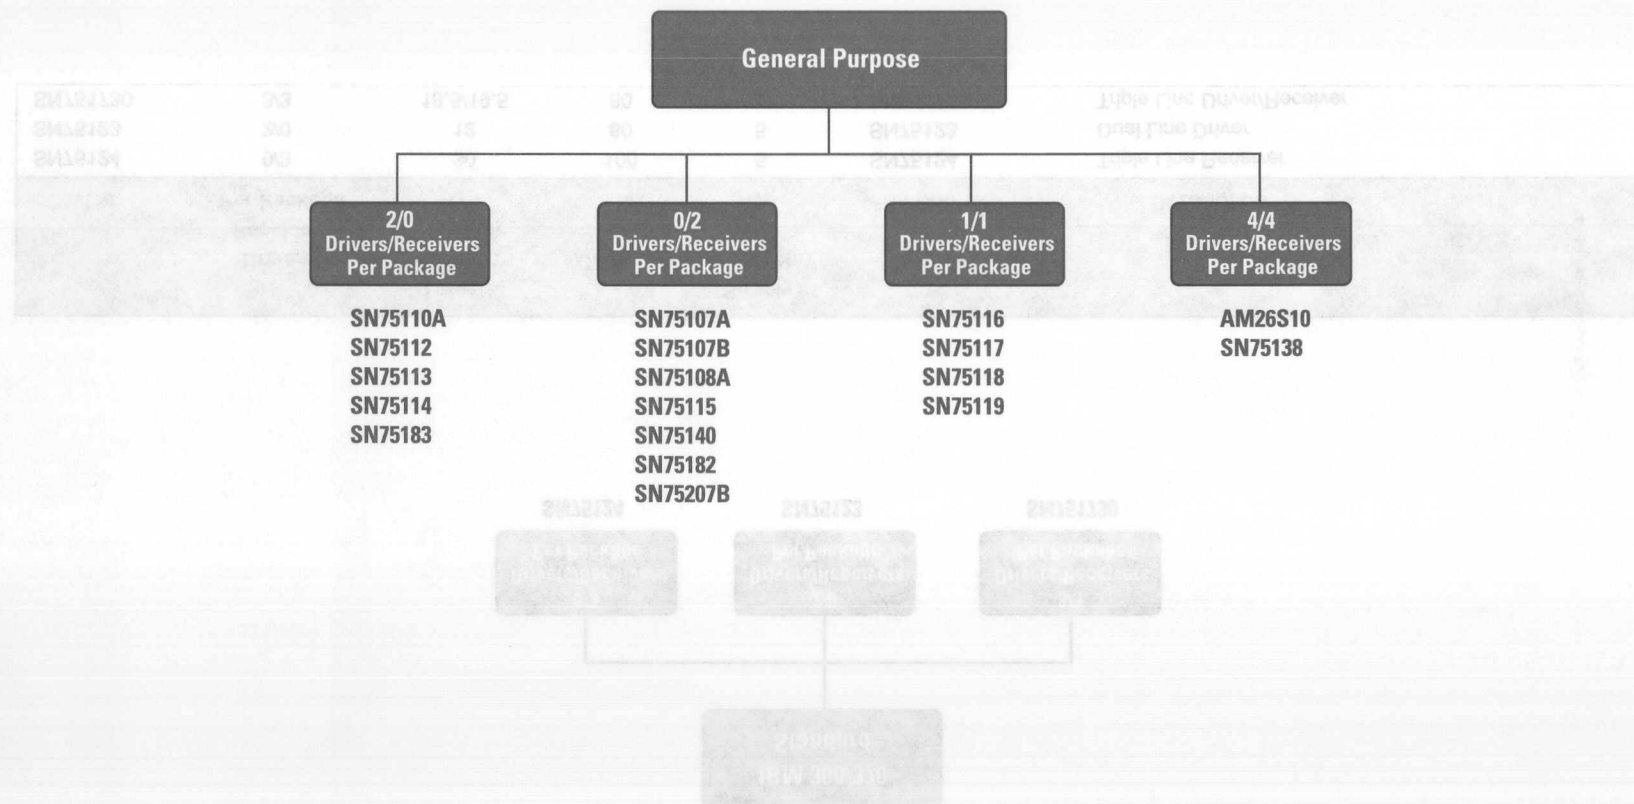 General Purpose
2/0
Drivers/Receivers
Per Package
SN75110A
SN75112
SN75113
SN75114
SN75183
0/2
Drivers/Receivers
Per Package
SN75107A
SN75107B
SN75108A
SN75115
SN75140
SN75182
SN75207B
1/1
Drivers/Receivers
Per Package
SN75116
SN75117
SN75118
SN75119
4/4
Drivers/Receivers
Per Package
AM26S10
SN75138